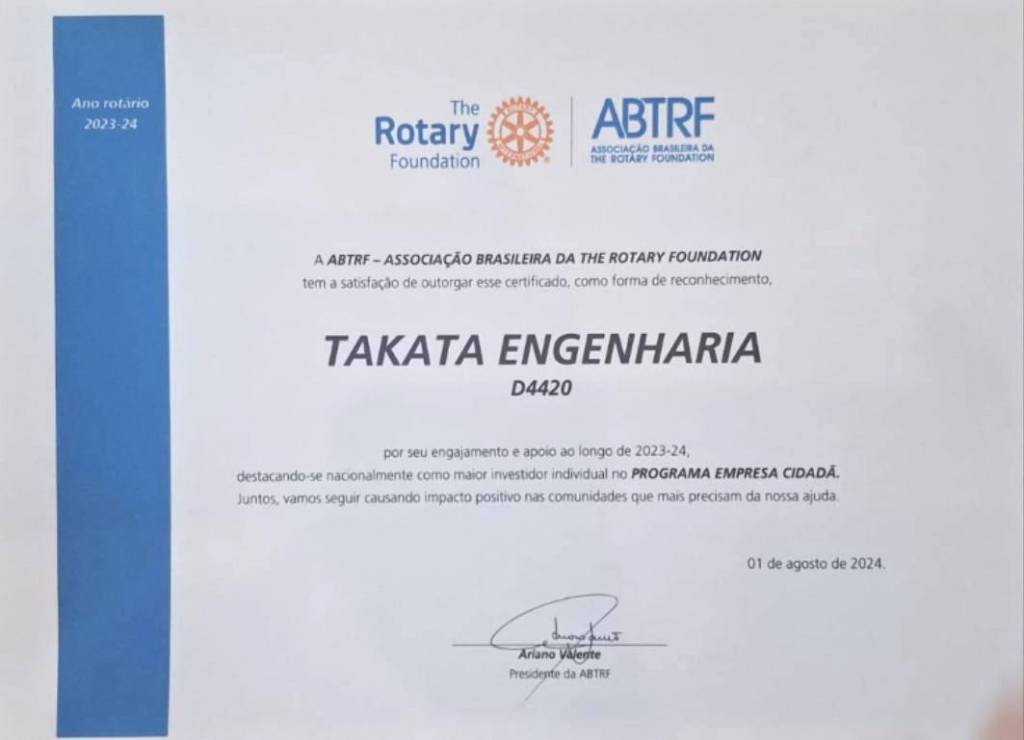 Ano rotário
2023-24
The
Rotary
Foundation
ABTRF
ASSOCIAÇÃO BRASILEIRA DA
THE ROTARY FOUNDATION
A ABTRF – ASSOCIAÇÃO BRASILEIRA DA THE ROTARY FOUNDATION
tem a satisfação de outorgar esse certificado, como forma de reconhecimento,
TAKATA ENGENHARIA
D4420
por seu engajamento e apoio ao longo de 2023-24,
destacando-se nacionalmente como maior investidor individual no PROGRAMA EMPRESA CIDADÃ.
Juntos, vamos seguir causando impacto positivo nas comunidades que mais precisam da nossa ajuda.
01 de agosto de 2024.
Ariano Valente
Presidente da ABTRF